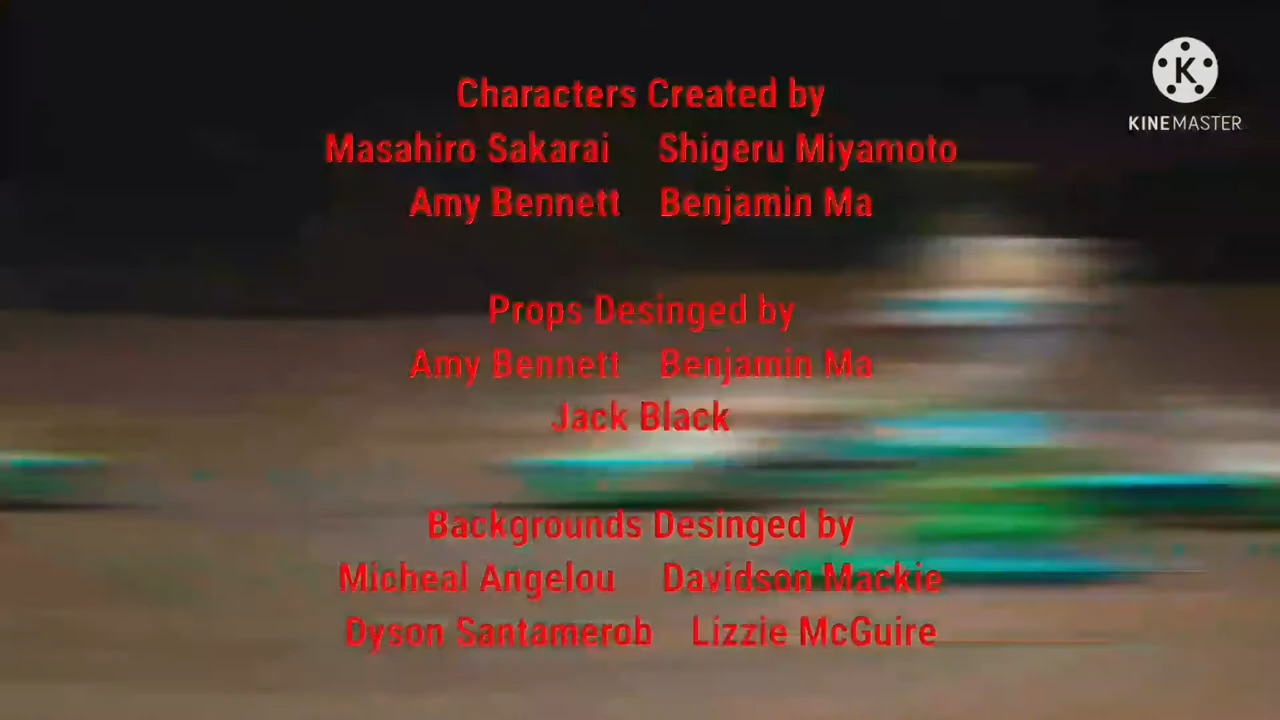 Characters Created by
Masahiro Sakarai Shigeru Miyamoto
Amy Bennett Benjamin Ma
Props Desinged by
Amy Bennett Benjamin Ma
Jack Black
Backgrounds Desinged by
Micheal Angelou Davidson Mackie
Dyson Santamerob Lizzie McGuire
K
KINEMASTER